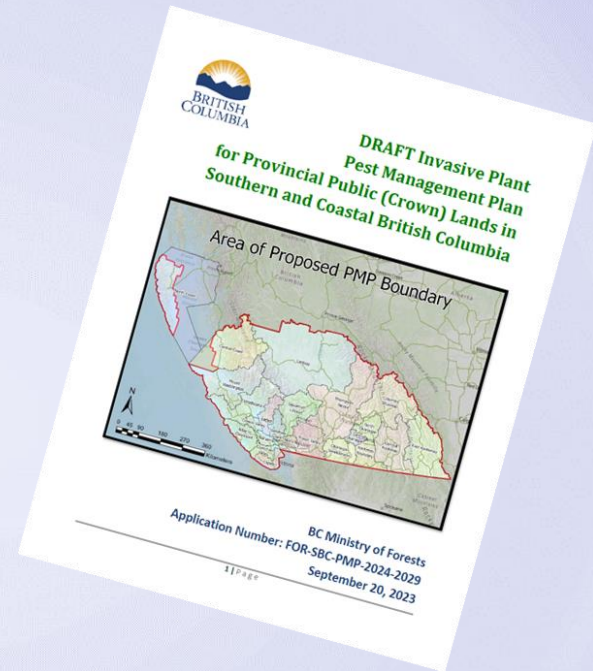 BRITISH
COLUMBIA
DRAFT Invasive Plant
Pest Management Plan
for Provincial Public (Crown) Lands in
Southern and Coastal British Columbia
Area of Proposed PMP Boundary
N
Kilometers
BC Ministry of Forests
Application Number: FOR-SBC-PMP-2024-2029
September 20, 2023
1 | Page